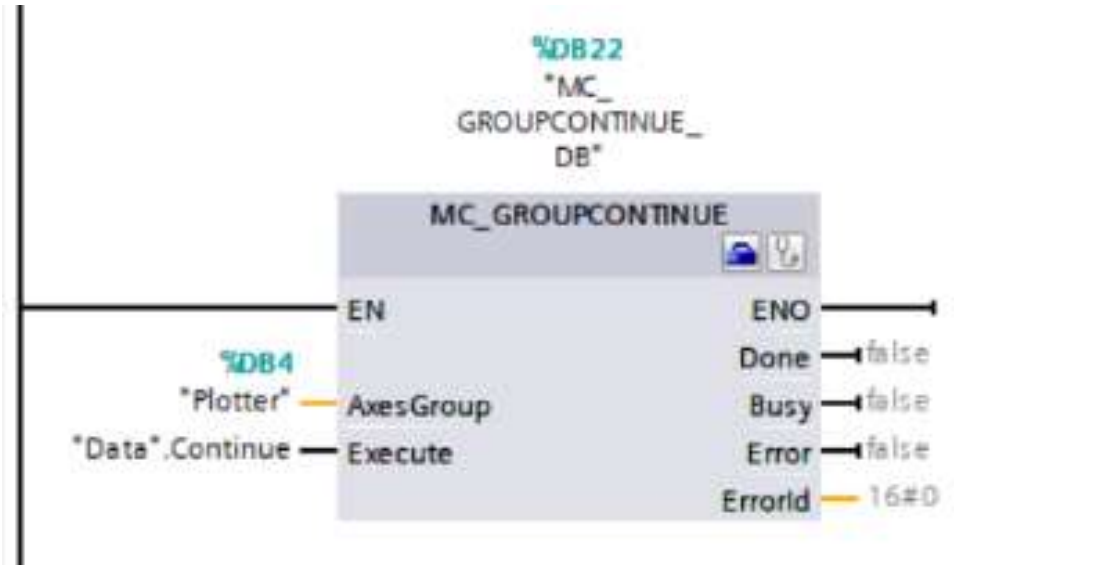 %DB22
"MC_
GROUPCONTINUE_
DB"
MC_GROUPCONTINUE
EN ENO
%DB4 Done false
"Plotter" AxesGroup Busy false
"Data".Continue Execute Error false
ErrorId 16#0